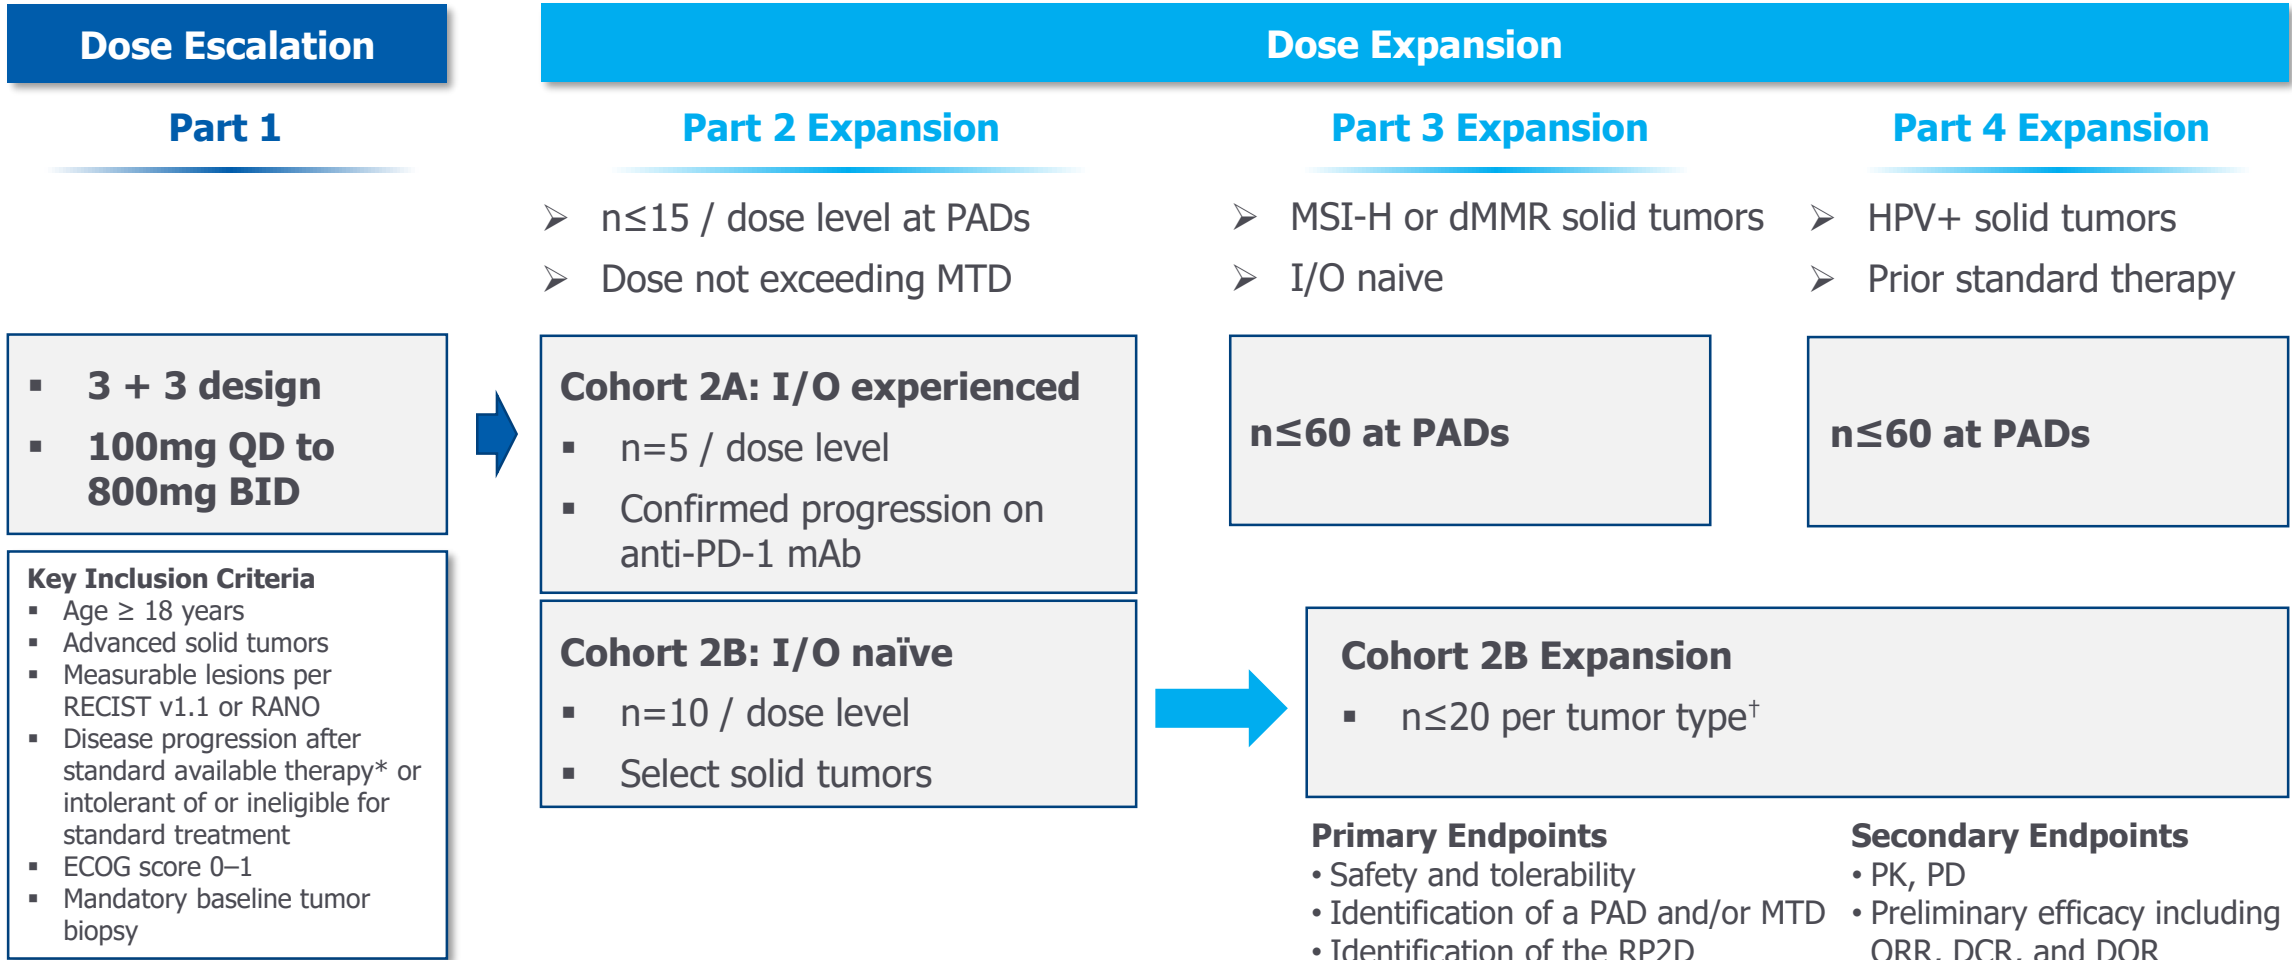 Dose Escalation
Dose Expansion
Part 1
Part 2 Expansion
Part 3 Expansion
Part 4 Expansion
➢ n≤15 / dose level at PADs
➢ Dose not exceeding MTD
➢ MSI-H or dMMR solid tumors
➢ I/O naive
➢ HPV+ solid tumors
➢ Prior standard therapy
▪ 3 + 3 design
▪ 100mg QD to
800mg BID
Key Inclusion Criteria
▪ Age ≥ 18 years
▪ Advanced solid tumors
▪ Measurable lesions per
RECIST v1.1 or RANO
▪ Disease progression after
standard available therapy* or
intolerant of or ineligible for
standard treatment
▪ ECOG score 0–1
▪ Mandatory baseline tumor
biopsy
Cohort 2A: I/O experienced
▪ n=5 / dose level
▪ Confirmed progression on
anti-PD-1 mAb
Cohort 2B: I/O naïve
▪ n=10 / dose level
▪ Select solid tumors
n≤60 at PADs
n≤60 at PADs
Cohort 2B Expansion
▪ n≤20 per tumor type†
Primary Endpoints
• Safety and tolerability
• Identification of a PAD and/or MTD
• Identification of the RP2D
Secondary Endpoints
• PK, PD
• Preliminary efficacy including
ORR, DCR, and DOR